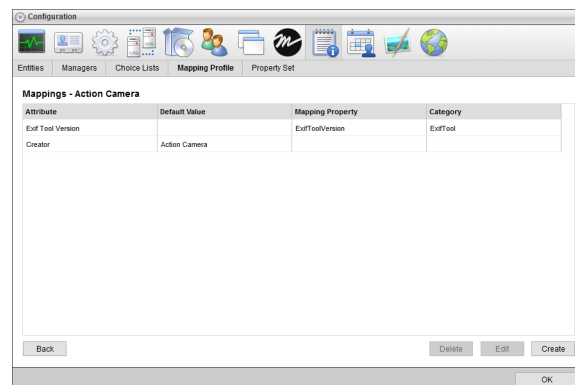 Configuration
Entities Managers Choice Lists Mapping Profile Property Set
Mappings - Action Camera
Attribute Default Value Mapping Property Category
Exif Tool Version ExifToolVersion ExifTool
Creator Action Camera
Back Delete Edit Create
OK